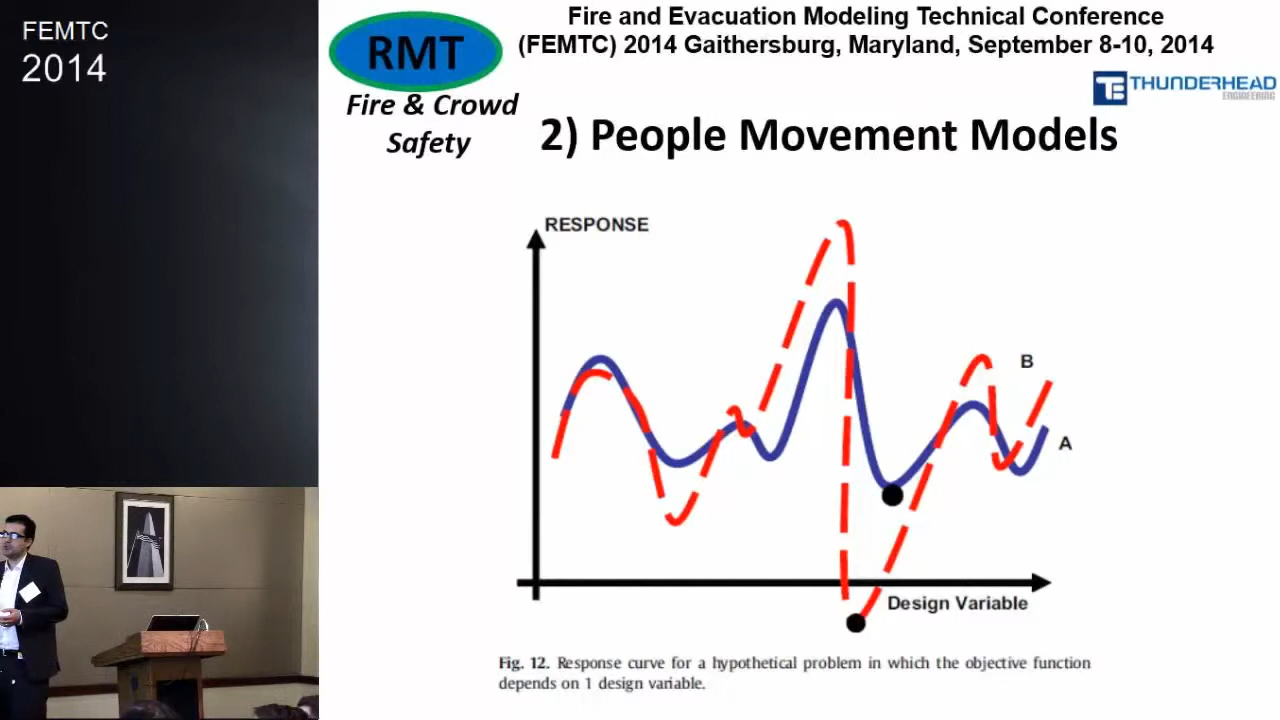 FEMTC
2014
RMT
Fire & Crowd
Safety
Fire and Evacuation Modeling Technical Conference
(FEMTC) 2014 Gaithersburg, Maryland, September 8-10, 2014
THUNDERHEAD
ENGINEERING
2) People Movement Models
RESPONSE
B
A
Design Variable
Fig. 12. Response curve for a hypothetical problem in which the objective function
depends on 1 design variable.